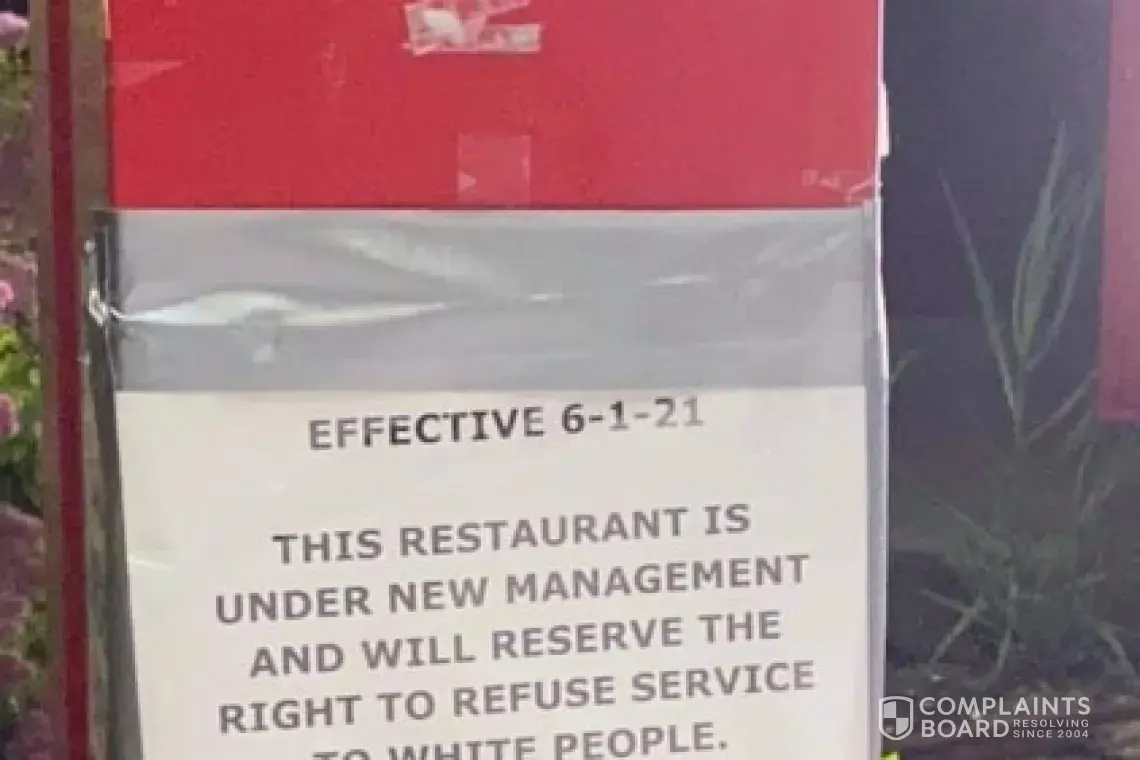 EFFECTIVE 6-1-21
THIS RESTAURANT IS
UNDER NEW MANAGEMENT
AND WILL RESERVE THE
RIGHT TO REFUSE SERVICE
TO WHITE PEOPLE.
COMPLAINTS
BOARD RESOLVING
SINCE 2004